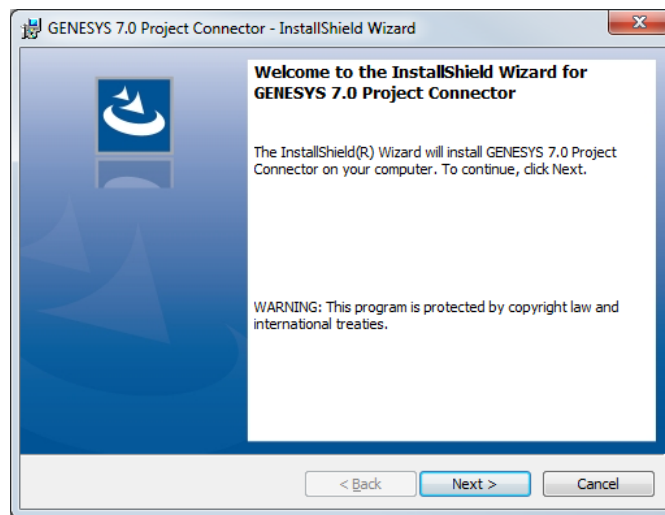 GENESYS 7.0 Project Connector - InstallShield Wizard
Welcome to the InstallShield Wizard for
GENESYS 7.0 Project Connector
The InstallShield(R) Wizard will install GENESYS 7.0 Project
Connector on your computer. To continue, click Next.
WARNING: This program is protected by copyright law and
international treaties.
< Back
Next >
Cancel